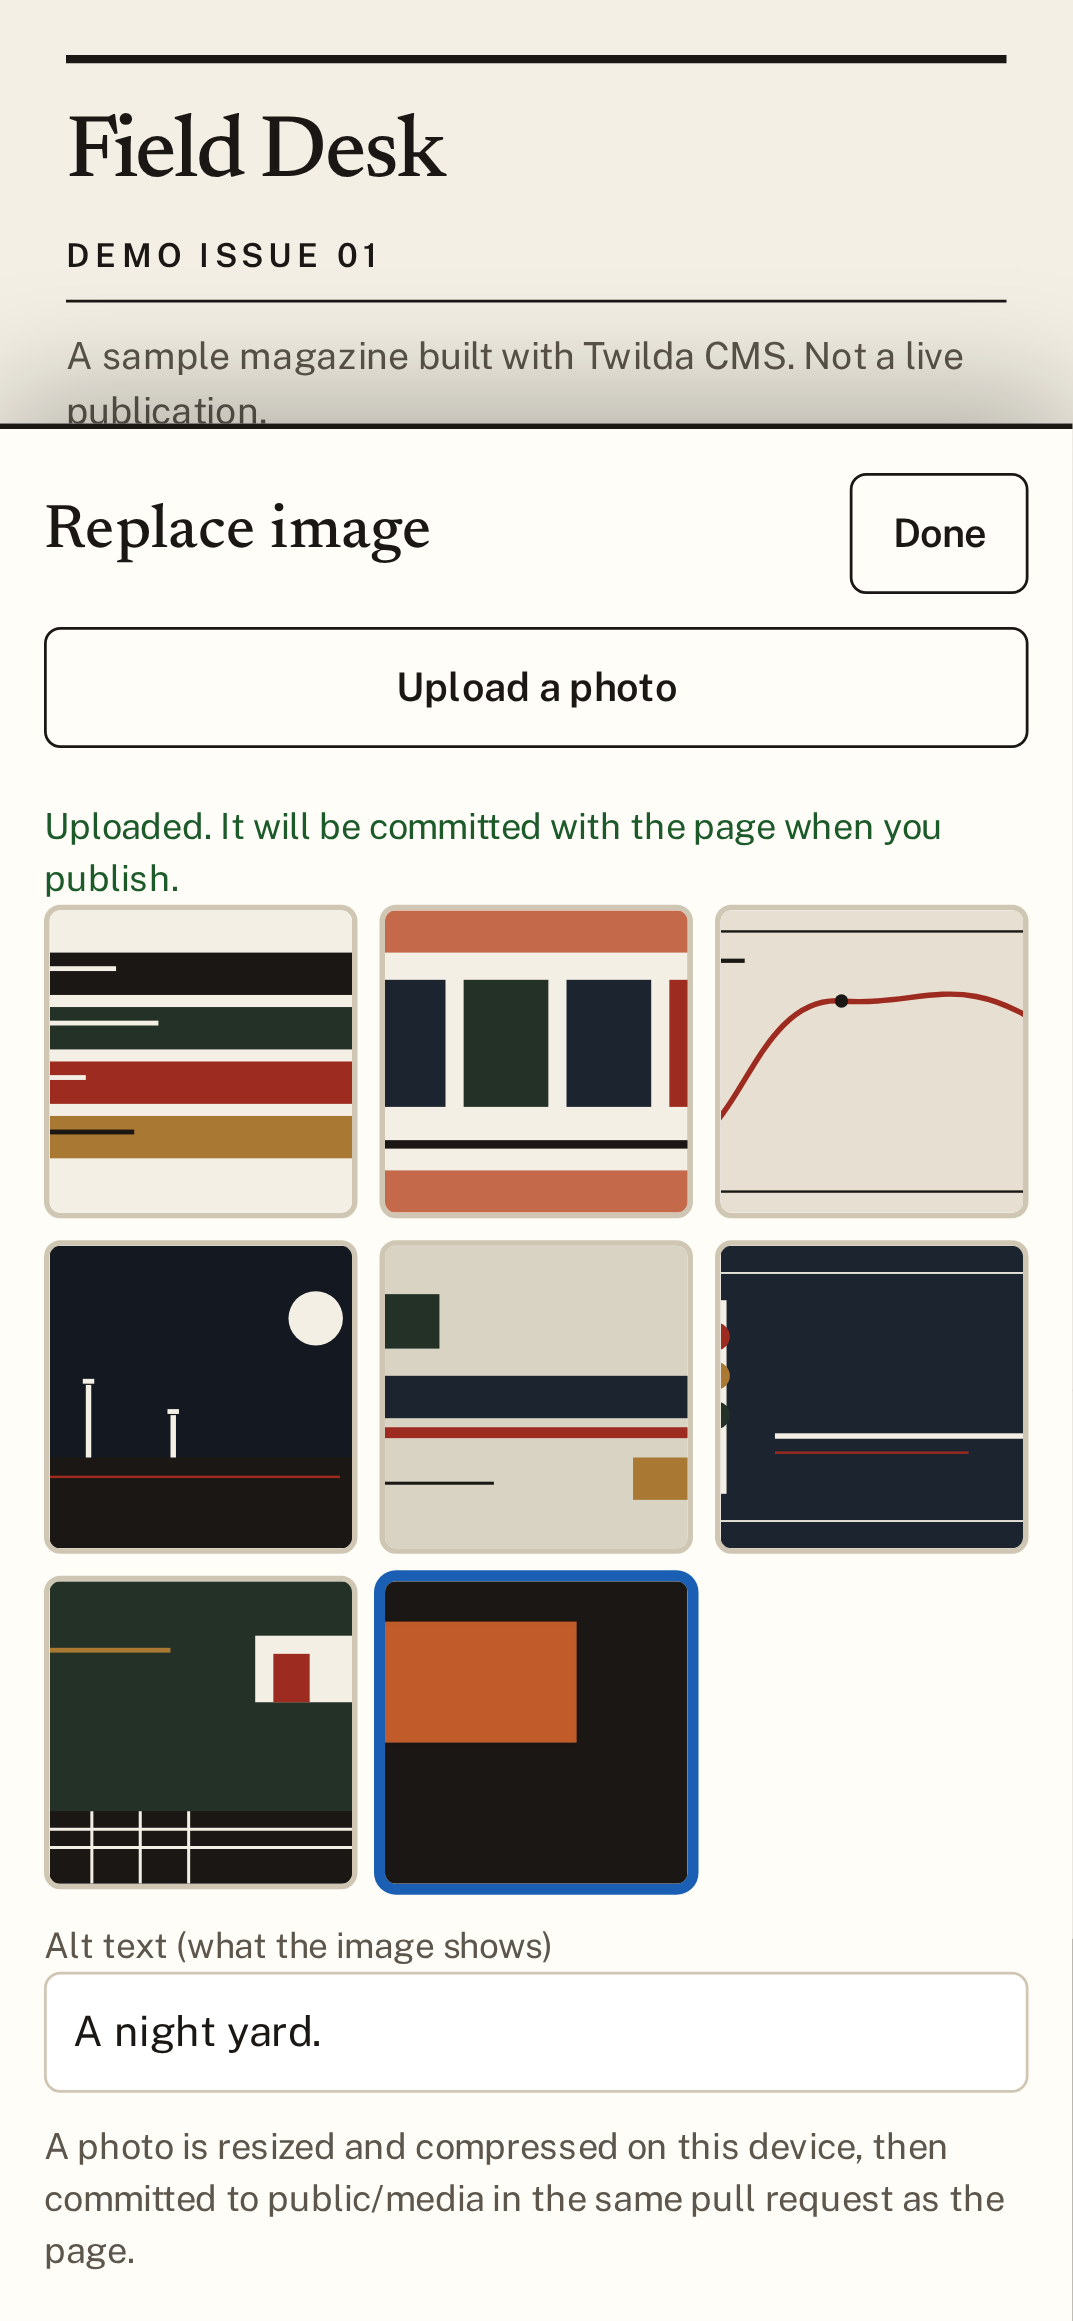 Field Desk
DEMO ISSUE 01
A sample magazine built with Twilda CMS. Not a live
publication.
Replace image
Done
Upload a photo
Uploaded. It will be committed with the page when you
publish.
Alt text (what the image shows)
A night yard.
A photo is resized and compressed on this device, then
committed to public/media in the same pull request as the
page.